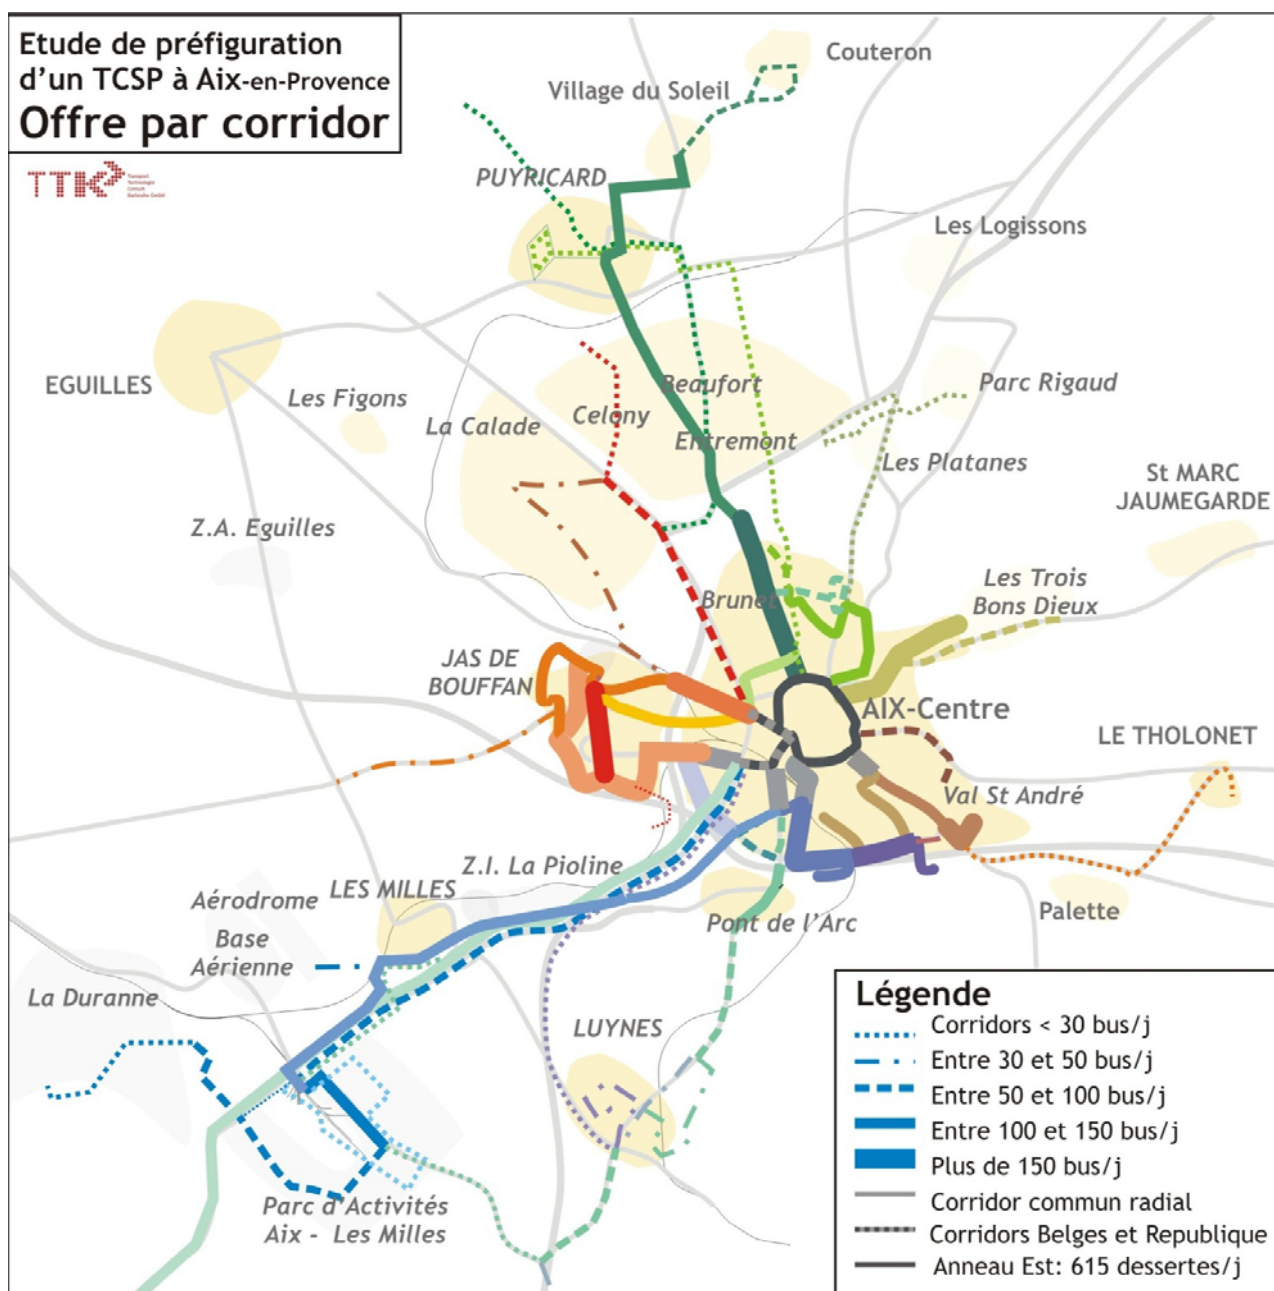 Etude de préfiguration
d'un TCSP à Aix-en-Provence
Offre par corridor
TTK
Transport
Technologie
Consult
Karlsruhe GmbH
Couteron
Village du Soleil
PUYRICARD
Les Logissons
EGUILLES
Les Figons
La Calade
Celony
Beaufort
Entremont
Parc Rigaud
Les Platanes
St MARC
JAUMEGARDE
Z.A. Eguilles
Les Trois
Bons Dieux
Brunet
JAS DE
BOUFFAN
AIX-Centre
LE THOLONET
Val St André
Z.I. La Pioline
LES MILLES
Aérodrome
Base
Aérienne
La Duranne
Pont de l'Arc
Palette
LUYNES
Parc d'Activités
Aix - Les Milles
Légende
Corridors < 30 bus/j
Entre 30 et 50 bus/j
Entre 50 et 100 bus/j
Entre 100 et 150 bus/j
Plus de 150 bus/j
Corridor commun radial
Corridors Belges et Republique
Anneau Est: 615 dessertes/j